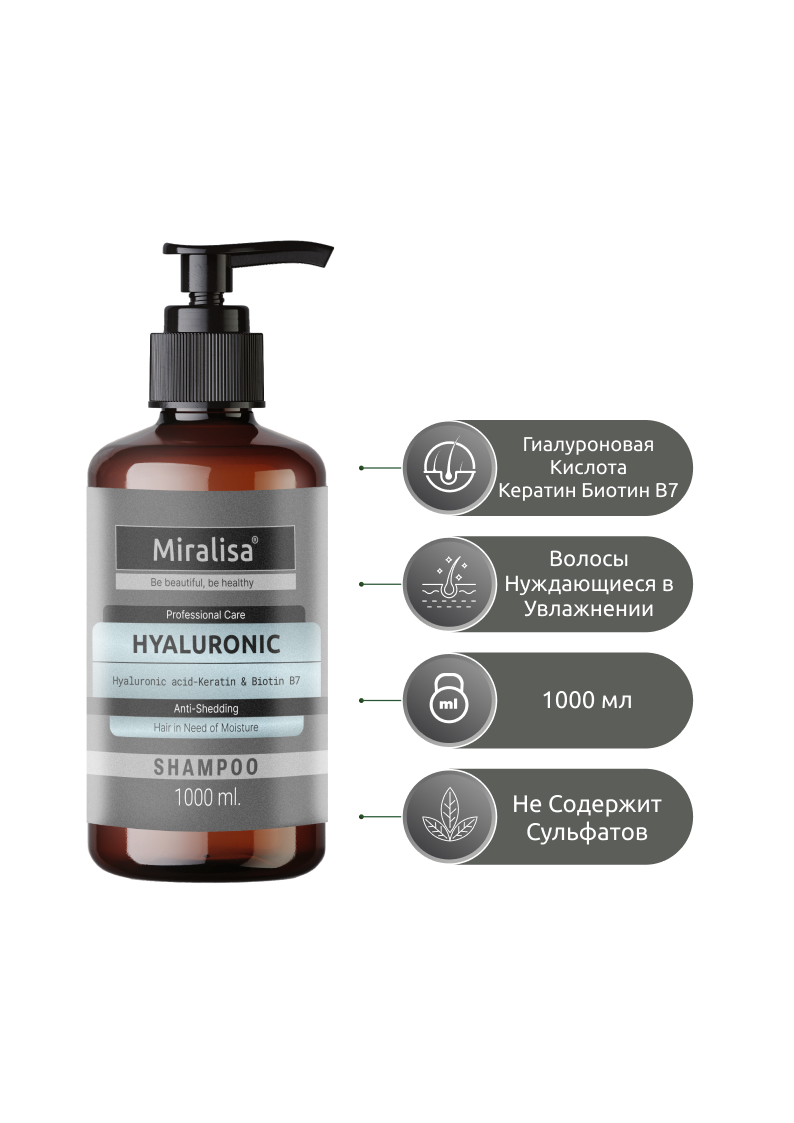 Miralisa®
Be beautiful, be healthy
Professional Care
HYALURONIC
Hyaluronic acid-Keratin & Biotin B7
Anti-Shedding
Hair in Need of Moisture
SHAMPOO
1000 ml.
Гиалуроновая
Кислота
Кератин Биотин B7
Волосы
Нуждающиеся в
Увлажнении
ml
1000 мл
Не Содержит
Сульфатов